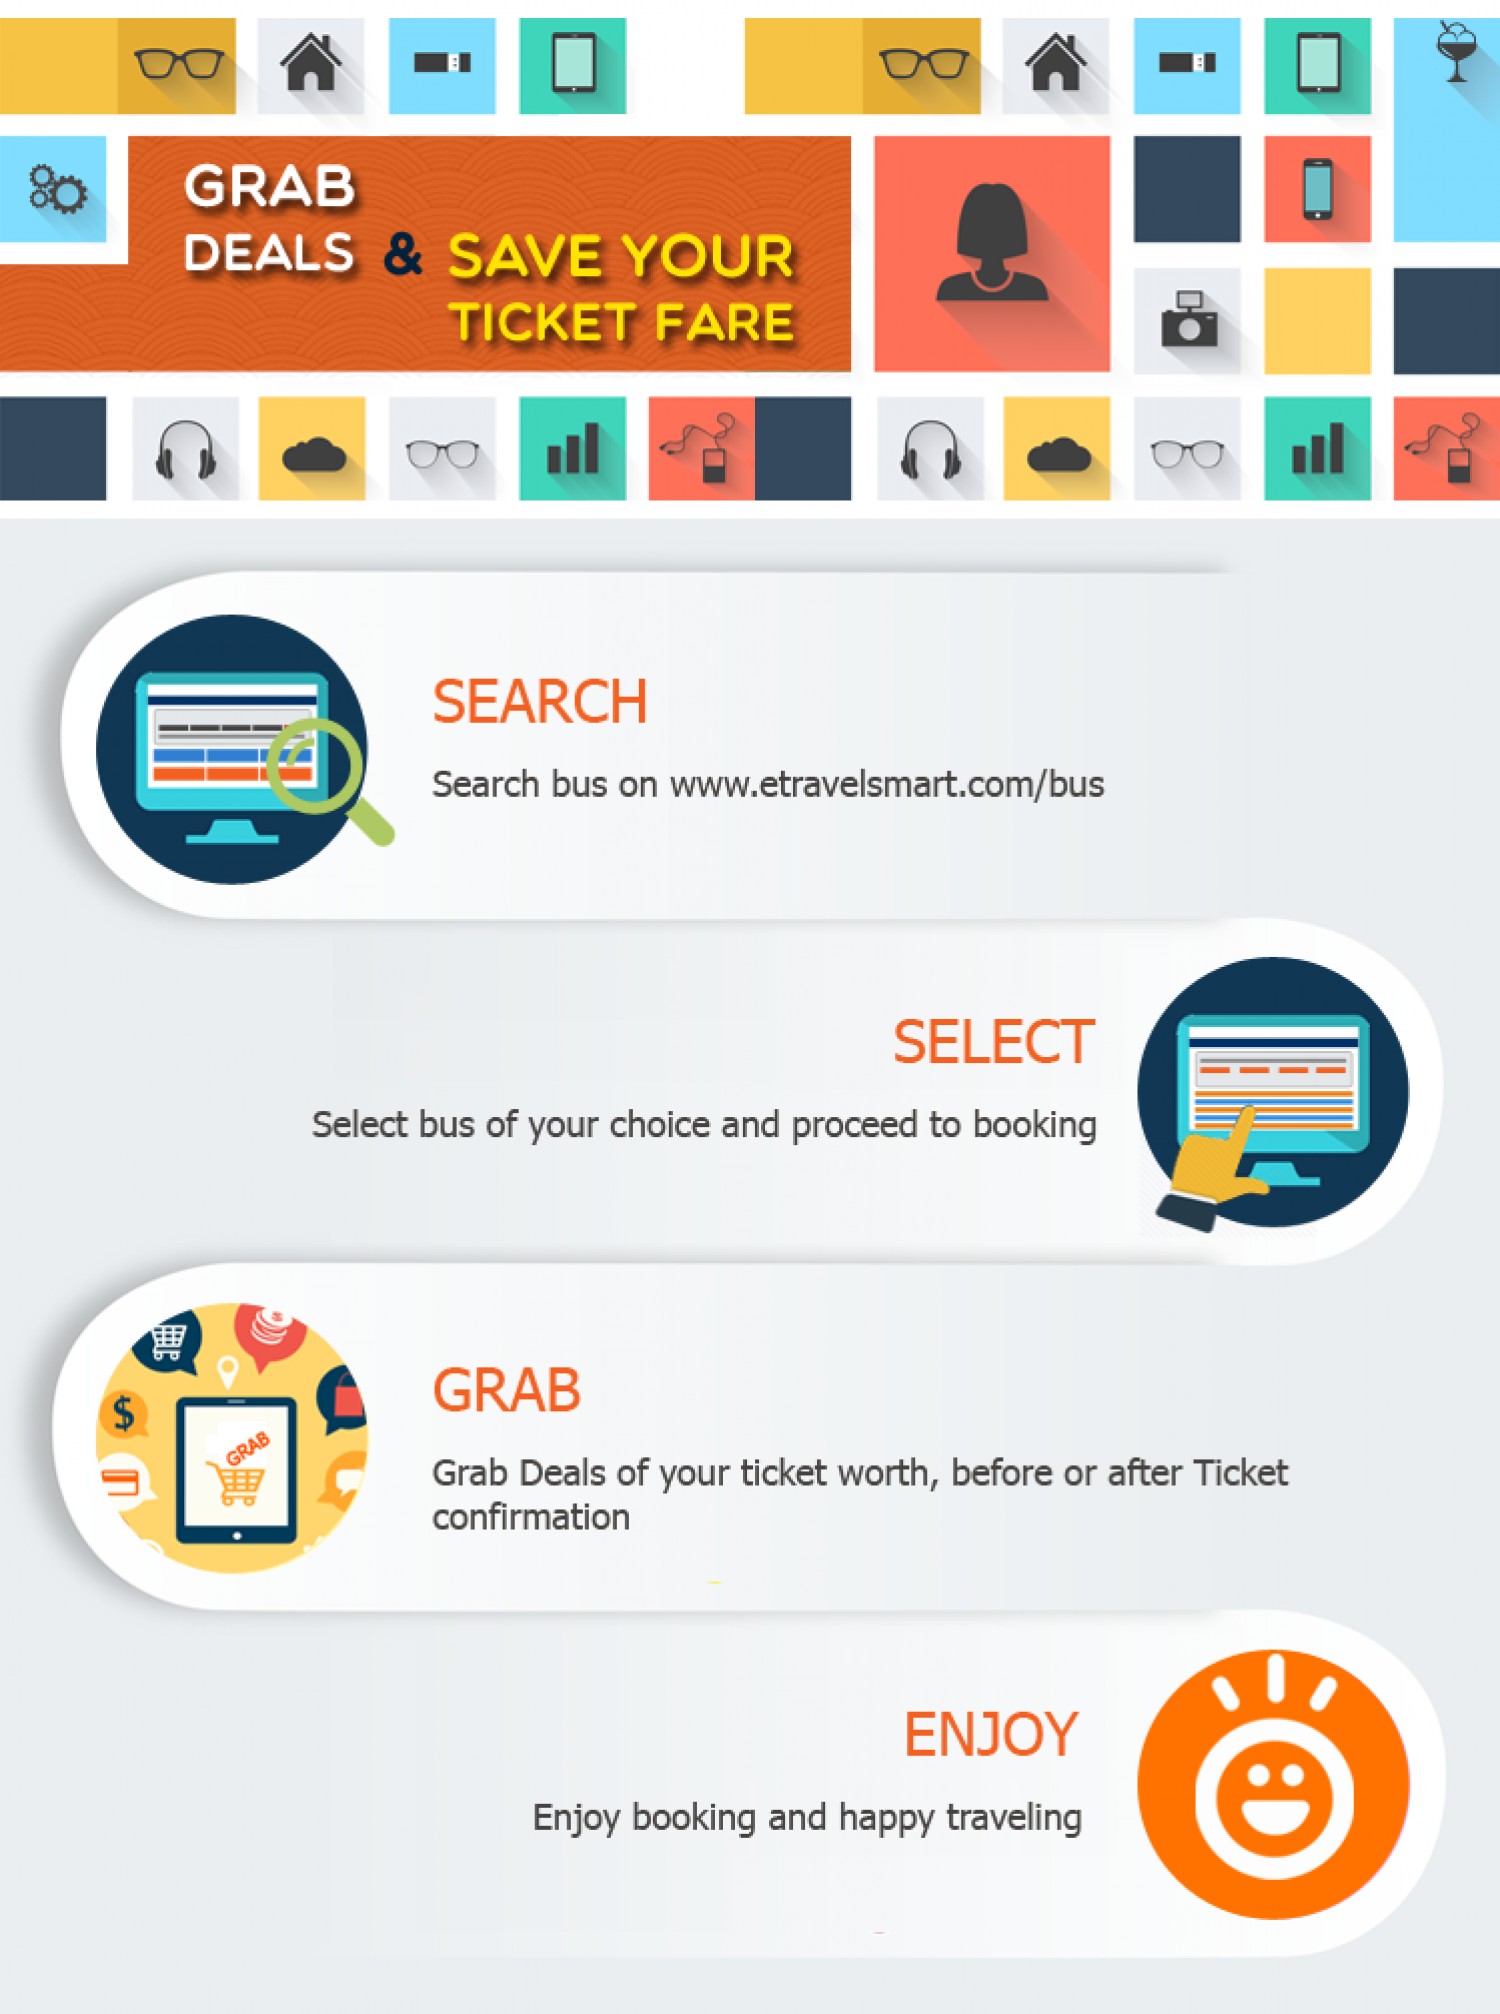 GRAB
DEALS & SAVE YOUR
TICKET FARE
SEARCH
Search bus on www.etravelsmart.com/bus
SELECT
Select bus of your choice and proceed to booking
$
$
GRAB
GRAB
Grab Deals of your ticket worth, before or after Ticket
confirmation
ENJOY
Enjoy booking and happy traveling